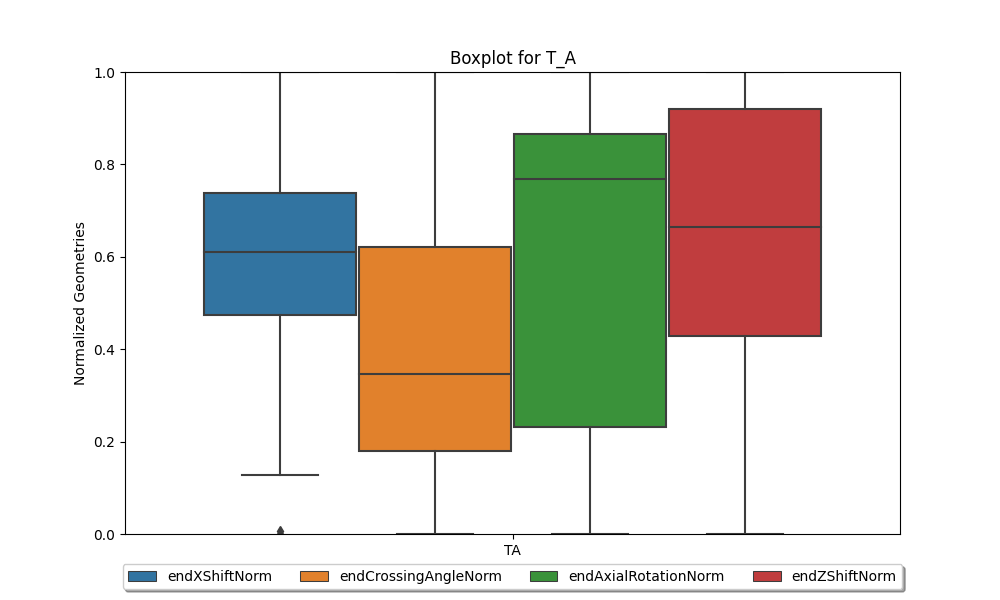 Boxplot for T_A
1.0
0.8
0.6
0.4
0.2
0.0
Normalized Geometries
TA
endXShiftNorm endCrossingAngleNorm endAxialRotationNorm endZShiftNorm